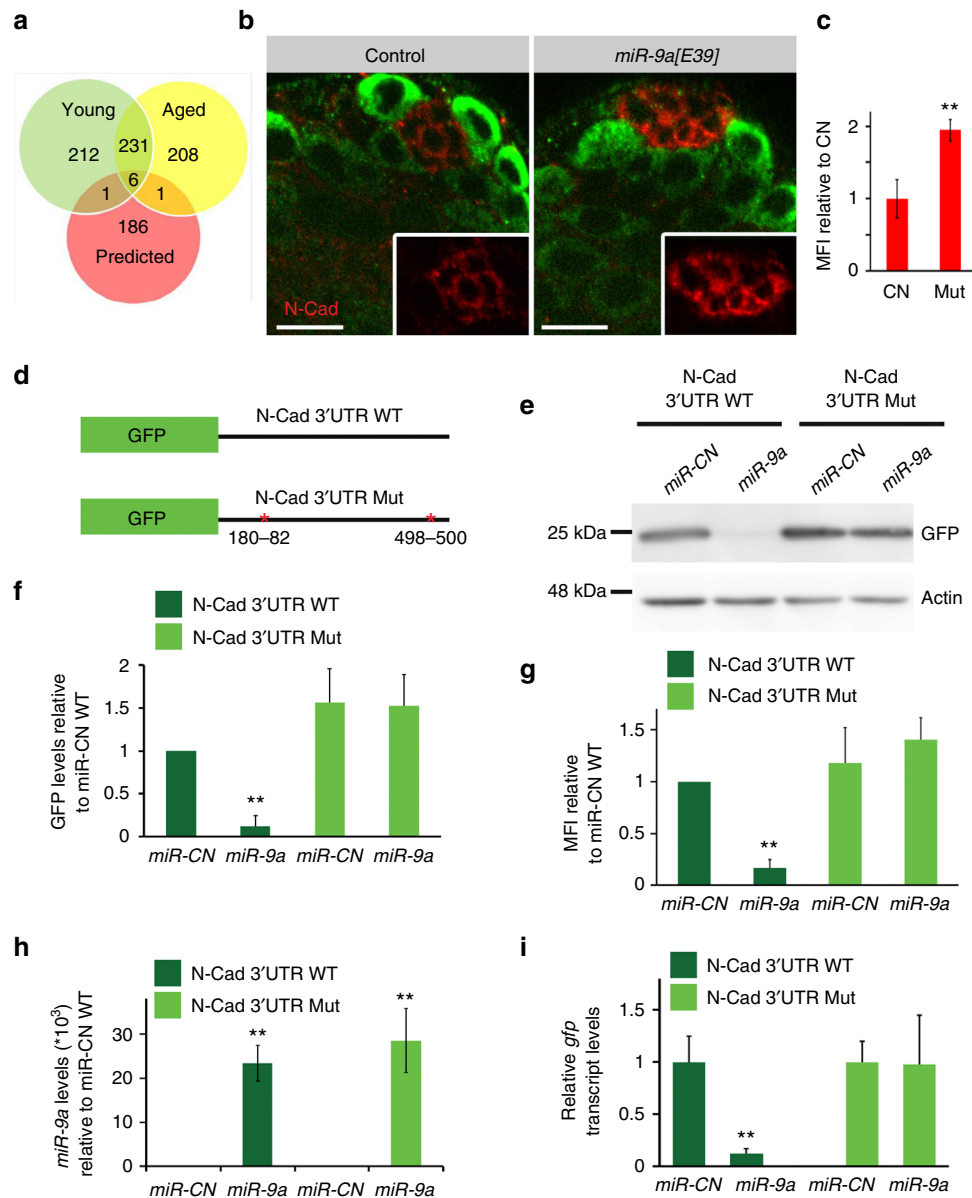 a
Young
Aged
212
231
208
6
1
1
186
Predicted
b
Control
miR-9a[E39]
N-Cad
c
MFI relative to CN
**
2
1
0
CN
Mut
d
GFP
N-Cad 3′UTR WT
GFP
N-Cad 3′UTR Mut
*
*
180–82
498–500
e
N-Cad
3′UTR WT
N-Cad
3′UTR Mut
miR-CN
miR-9a
miR-CN
miR-9a
25 kDa
GFP
48 kDa
Actin
f
N-Cad 3′UTR WT
N-Cad 3′UTR Mut
GFP levels relative
to miR-CN WT
2
1.5
1
0.5
0
**
miR-CN
miR-9a
miR-CN
miR-9a
g
N-Cad 3′UTR WT
N-Cad 3′UTR Mut
MFI relative
to miR-CN WT
1.5
1
0.5
0
**
miR-CN
miR-9a
miR-CN
miR-9a
h
N-Cad 3′UTR WT
N-Cad 3′UTR Mut
miR-9a levels (*10³)
relative to miR-CN WT
30
20
10
0
**
**
miR-CN
miR-9a
miR-CN
miR-9a
i
N-Cad 3′UTR WT
N-Cad 3′UTR Mut
Relative gfp
transcript levels
1.5
1
0.5
0
**
miR-CN
miR-9a
miR-CN
miR-9a